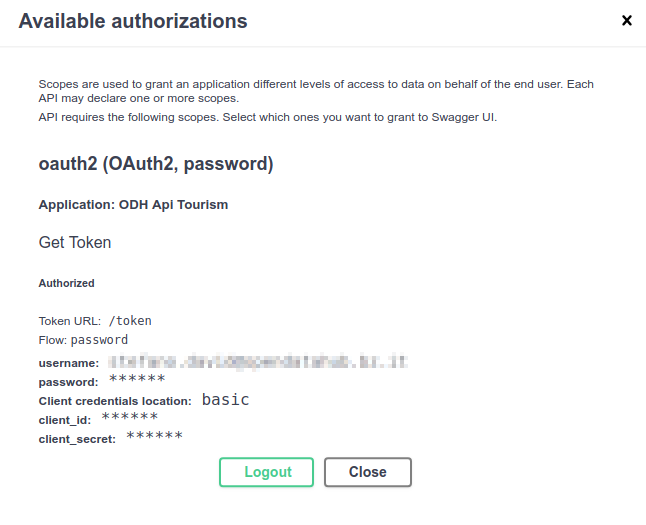 Available authorizations
Scopes are used to grant an application different levels of access to data on behalf of the end user. Each
API may declare one or more scopes.
API requires the following scopes. Select which ones you want to grant to Swagger UI.
oauth2 (OAuth2, password)
Application: ODH Api Tourism
Get Token
Authorized
Token URL: /token
Flow: password
username:
password: ******
Client credentials location: basic
client_id: ******
client_secret: ******
Logout Close